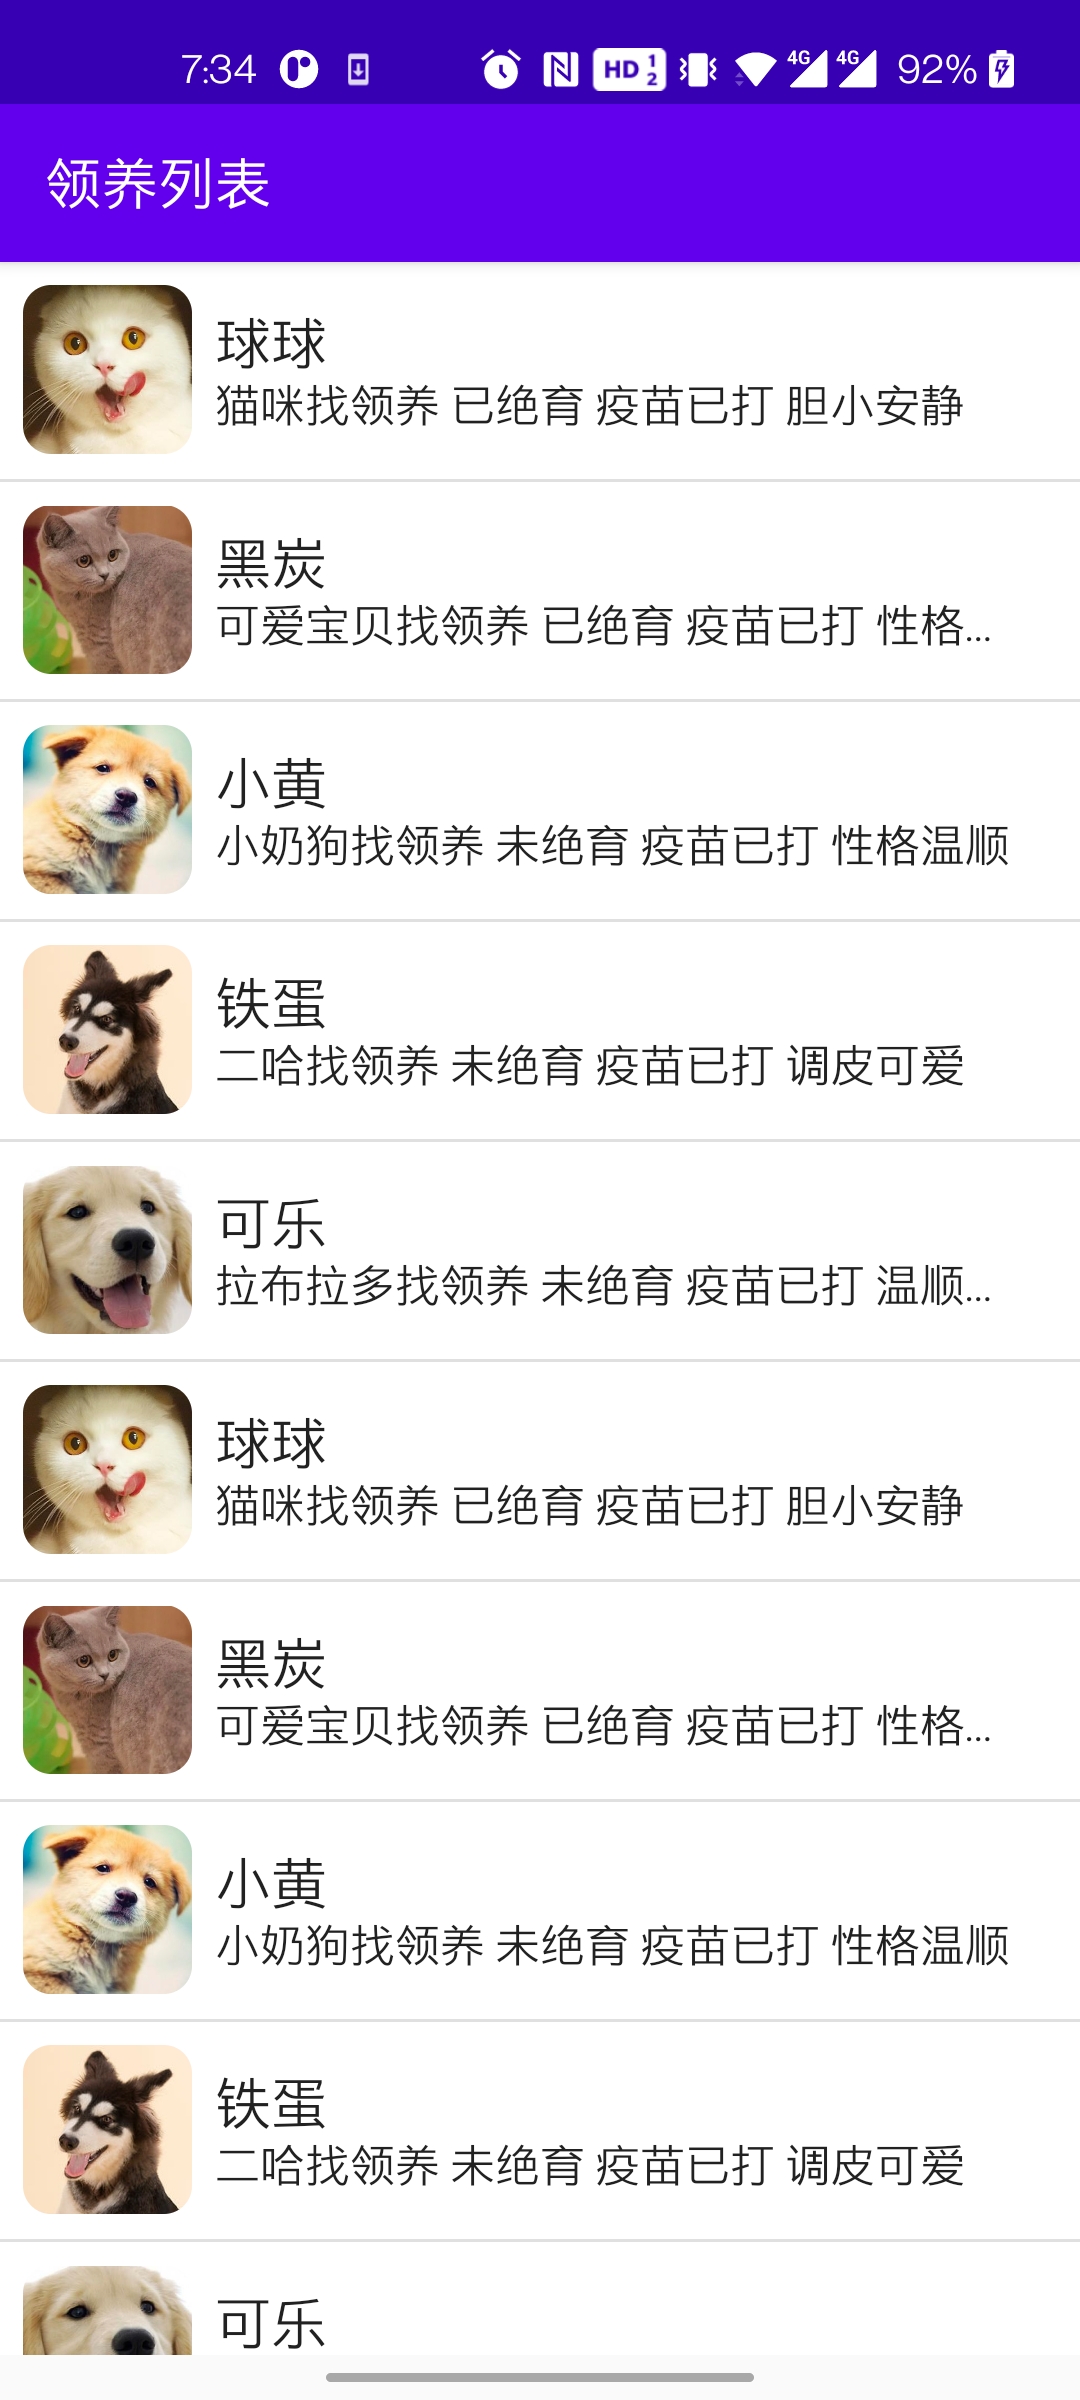 7:34 HD 1 2 4G 4G 92%
领养列表
球球
猫咪找领养 已绝育 疫苗已打 胆小安静
黑炭
可爱宝贝找领养 已绝育 疫苗已打 性格...
小黄
小奶狗找领养 未绝育 疫苗已打 性格温顺
铁蛋
二哈找领养 未绝育 疫苗已打 调皮可爱
可乐
拉布拉多找领养 未绝育 疫苗已打 温顺...
球球
猫咪找领养 已绝育 疫苗已打 胆小安静
黑炭
可爱宝贝找领养 已绝育 疫苗已打 性格...
小黄
小奶狗找领养 未绝育 疫苗已打 性格温顺
铁蛋
二哈找领养 未绝育 疫苗已打 调皮可爱
可乐